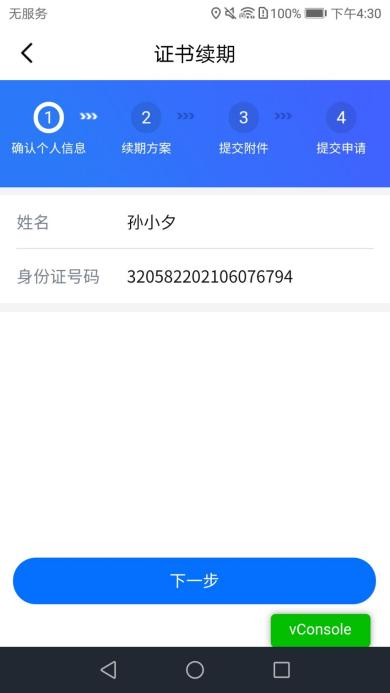 无服务 100% 下午4:30
证书续期
1 2 3 4
确认个人信息 续期方案 提交附件 提交申请
姓名 孙小夕
身份证号码 320582202106076794
下一步
vConsole